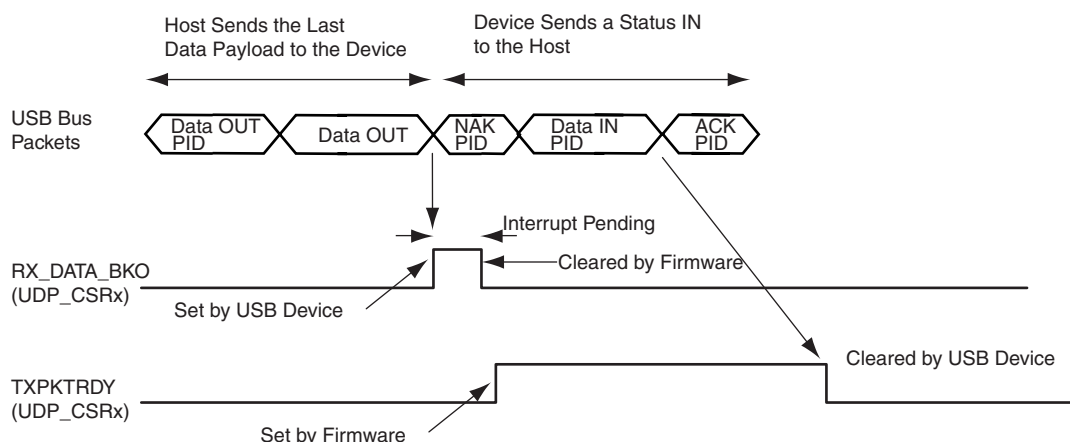 Host Sends the Last
Data Payload to the Device
Device Sends a Status IN
to the Host
USB Bus
Packets
Data OUT
PID
Data OUT
NAK
PID
Data IN
PID
ACK
PID
Interrupt Pending
RX_DATA_BKO
(UDP_CSRx)
Cleared by Firmware
Set by USB Device
Cleared by USB Device
TXPKTRDY
(UDP_CSRx)
Set by Firmware